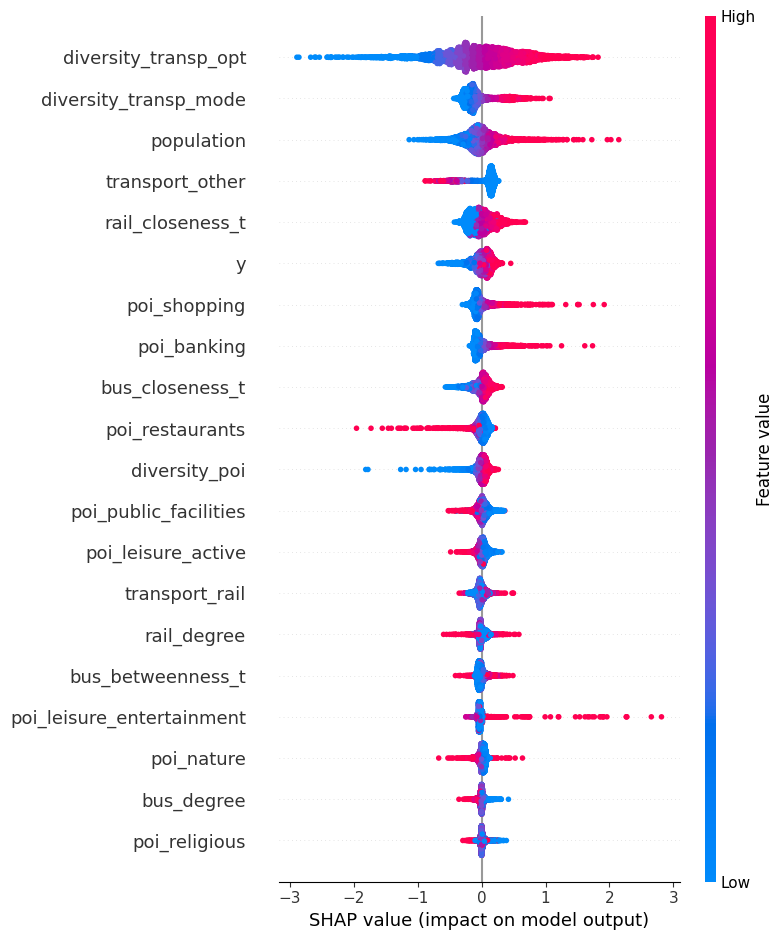 High
diversity_transp_opt
diversity_transp_mode
population
transport_other
rail_closeness_t
y
poi_shopping
poi_banking
bus_closeness_t
poi_restaurants
diversity_poi
poi_public_facilities
poi_leisure_active
transport_rail
rail_degree
bus_betweenness_t
poi_leisure_entertainment
poi_nature
bus_degree
poi_religious
Feature value
Low
−3 −2 −1 0 1 2 3
SHAP value (impact on model output)